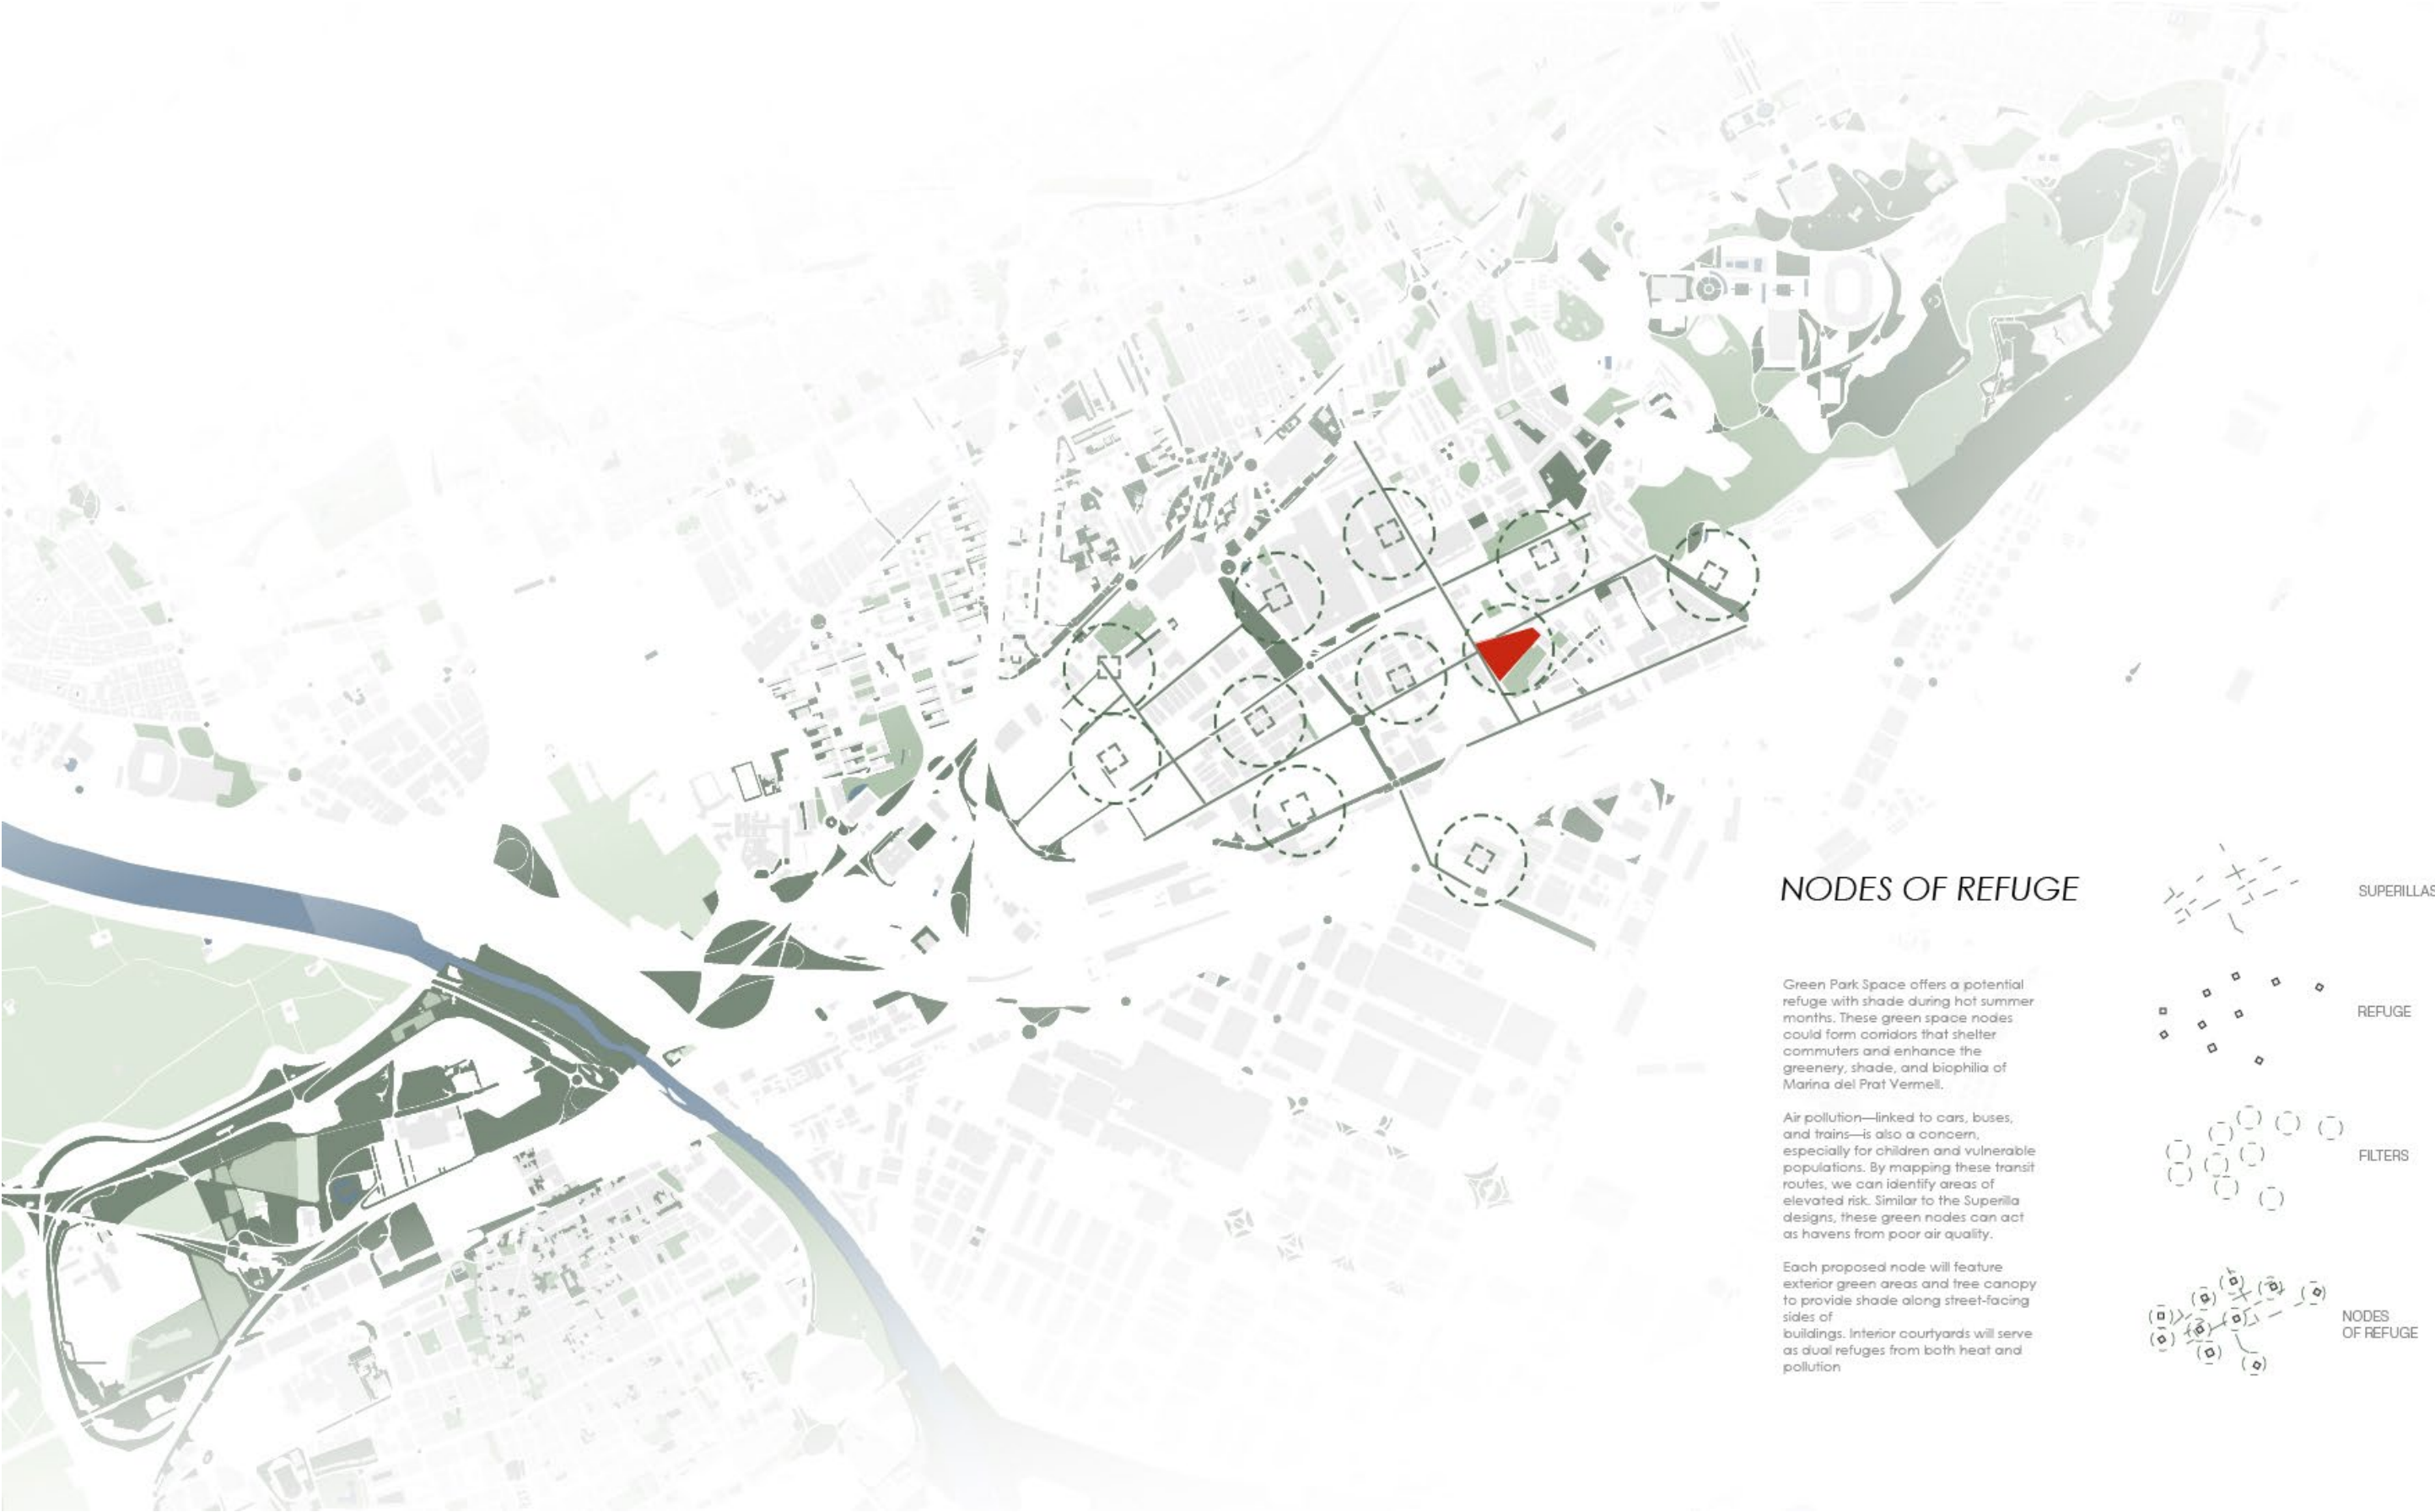 NODES OF REFUGE
Green Park Space offers a potential
refuge with shade during hot summer
months. These green space nodes
could form corridors that shelter
commuters and enhance the
greenery, shade, and biophilia of
Marina del Prat Vermell.
Air pollution—linked to cars, buses,
and trains—is also a concern,
especially for children and vulnerable
populations. By mapping these transit
routes, we can identify areas of
elevated risk. Similar to the Superilla
designs, these green nodes can act
as havens from poor air quality.
Each proposed node will feature
exterior green areas and tree canopy
to provide shade along street-facing
sides of
buildings. Interior courtyards will serve
as dual refuges from both heat and
pollution
SUPERILLAS
REFUGE
FILTERS
NODES
OF REFUGE